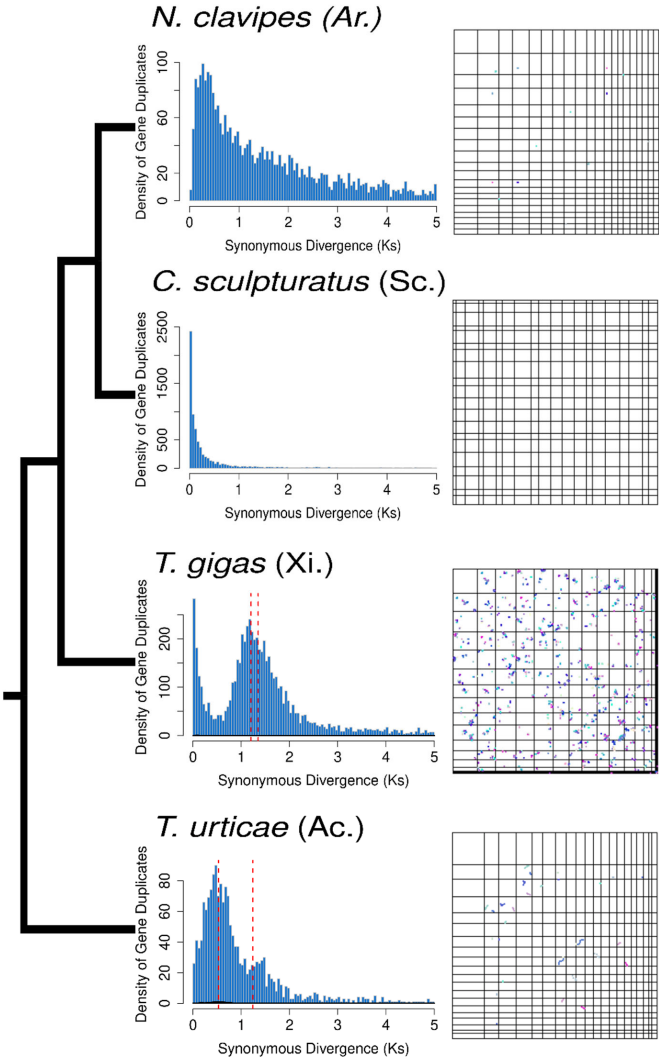 N. clavipes (Ar.)
Density of Gene Duplicates
0 20 60 100
0 1 2 3 4 5
Synonymous Divergence (Ks)
C. sculpturatus (Sc.)
Density of Gene Duplicates
0 500 1500 2500
0 1 2 3 4 5
Synonymous Divergence (Ks)
T. gigas (Xi.)
Density of Gene Duplicates
0 50 100 200
0 1 2 3 4 5
Synonymous Divergence (Ks)
T. urticae (Ac.)
Density of Gene Duplicates
0 20 40 60 80
0 1 2 3 4 5
Synonymous Divergence (Ks)